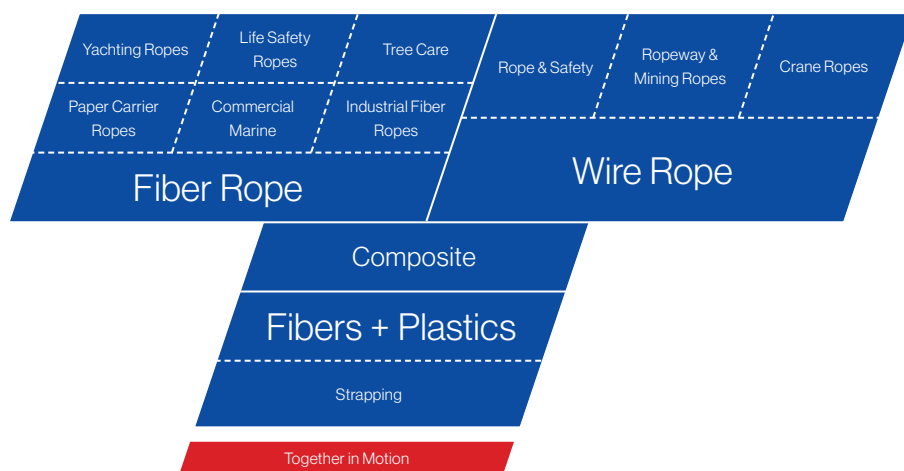 Yachting Ropes
Life Safety
Ropes
Tree Care
Rope & Safety
Ropeway &
Mining Ropes
Crane Ropes
Paper Carrier
Ropes
Commercial
Marine
Industrial Fiber
Ropes
Fiber Rope
Wire Rope
Composite
Fibers + Plastics
Strapping
Together in Motion